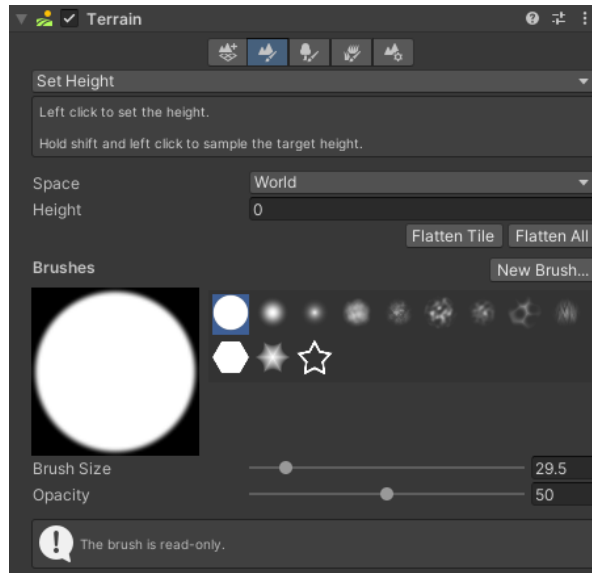 Terrain
Set Height
Left click to set the height.
Hold shift and left click to sample the target height.
Space World
Height 0
Flatten Tile Flatten All
Brushes New Brush...
Brush Size 29.5
Opacity 50
The brush is read-only.